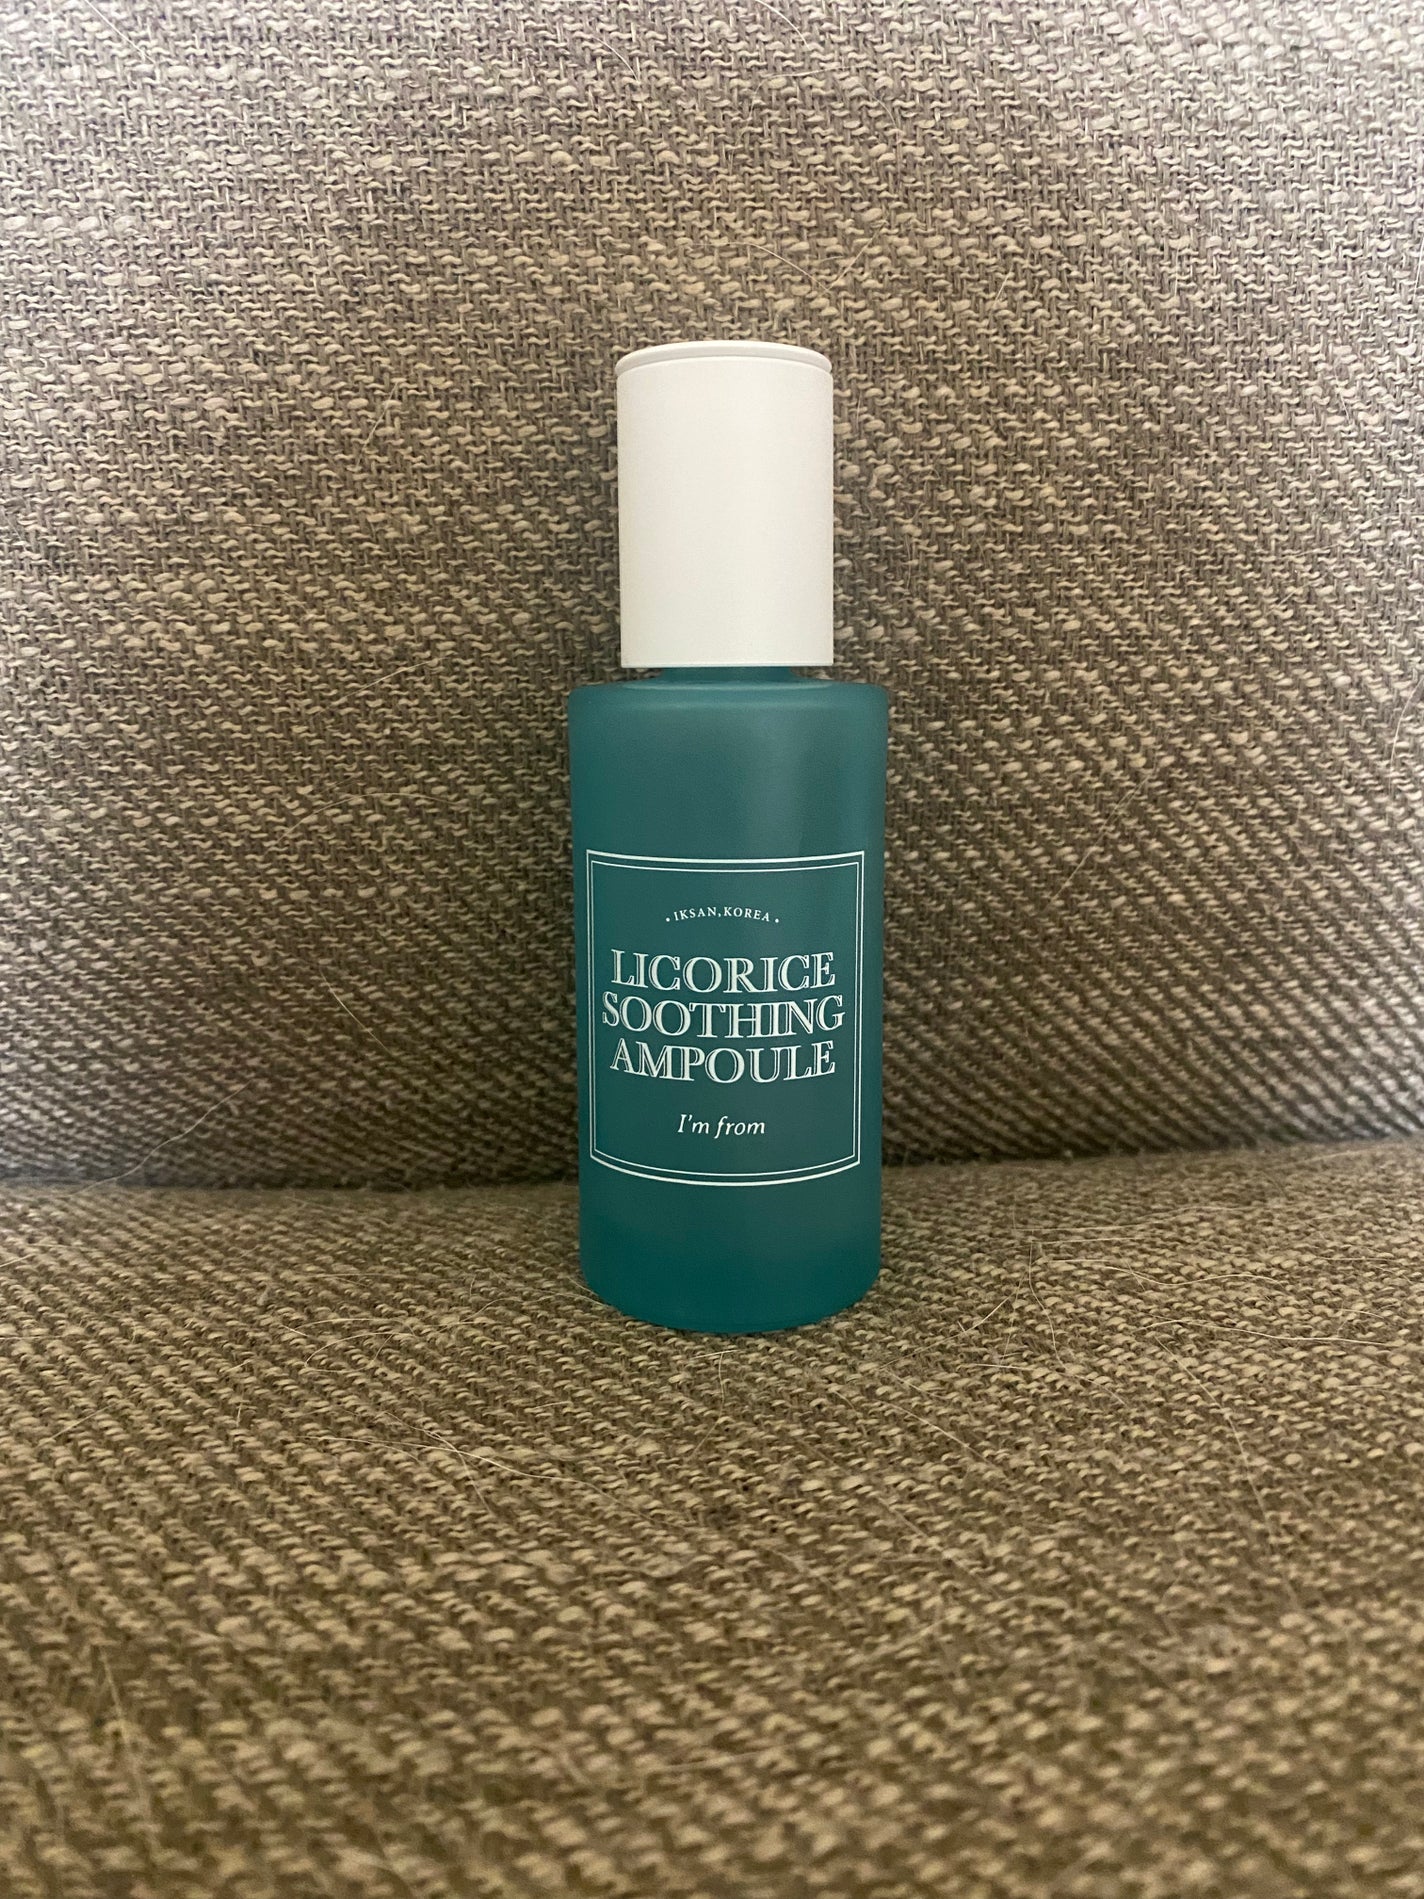 • IKSAN, KOREA •
LICORICE
SOOTHING
AMPOULE
I'm from